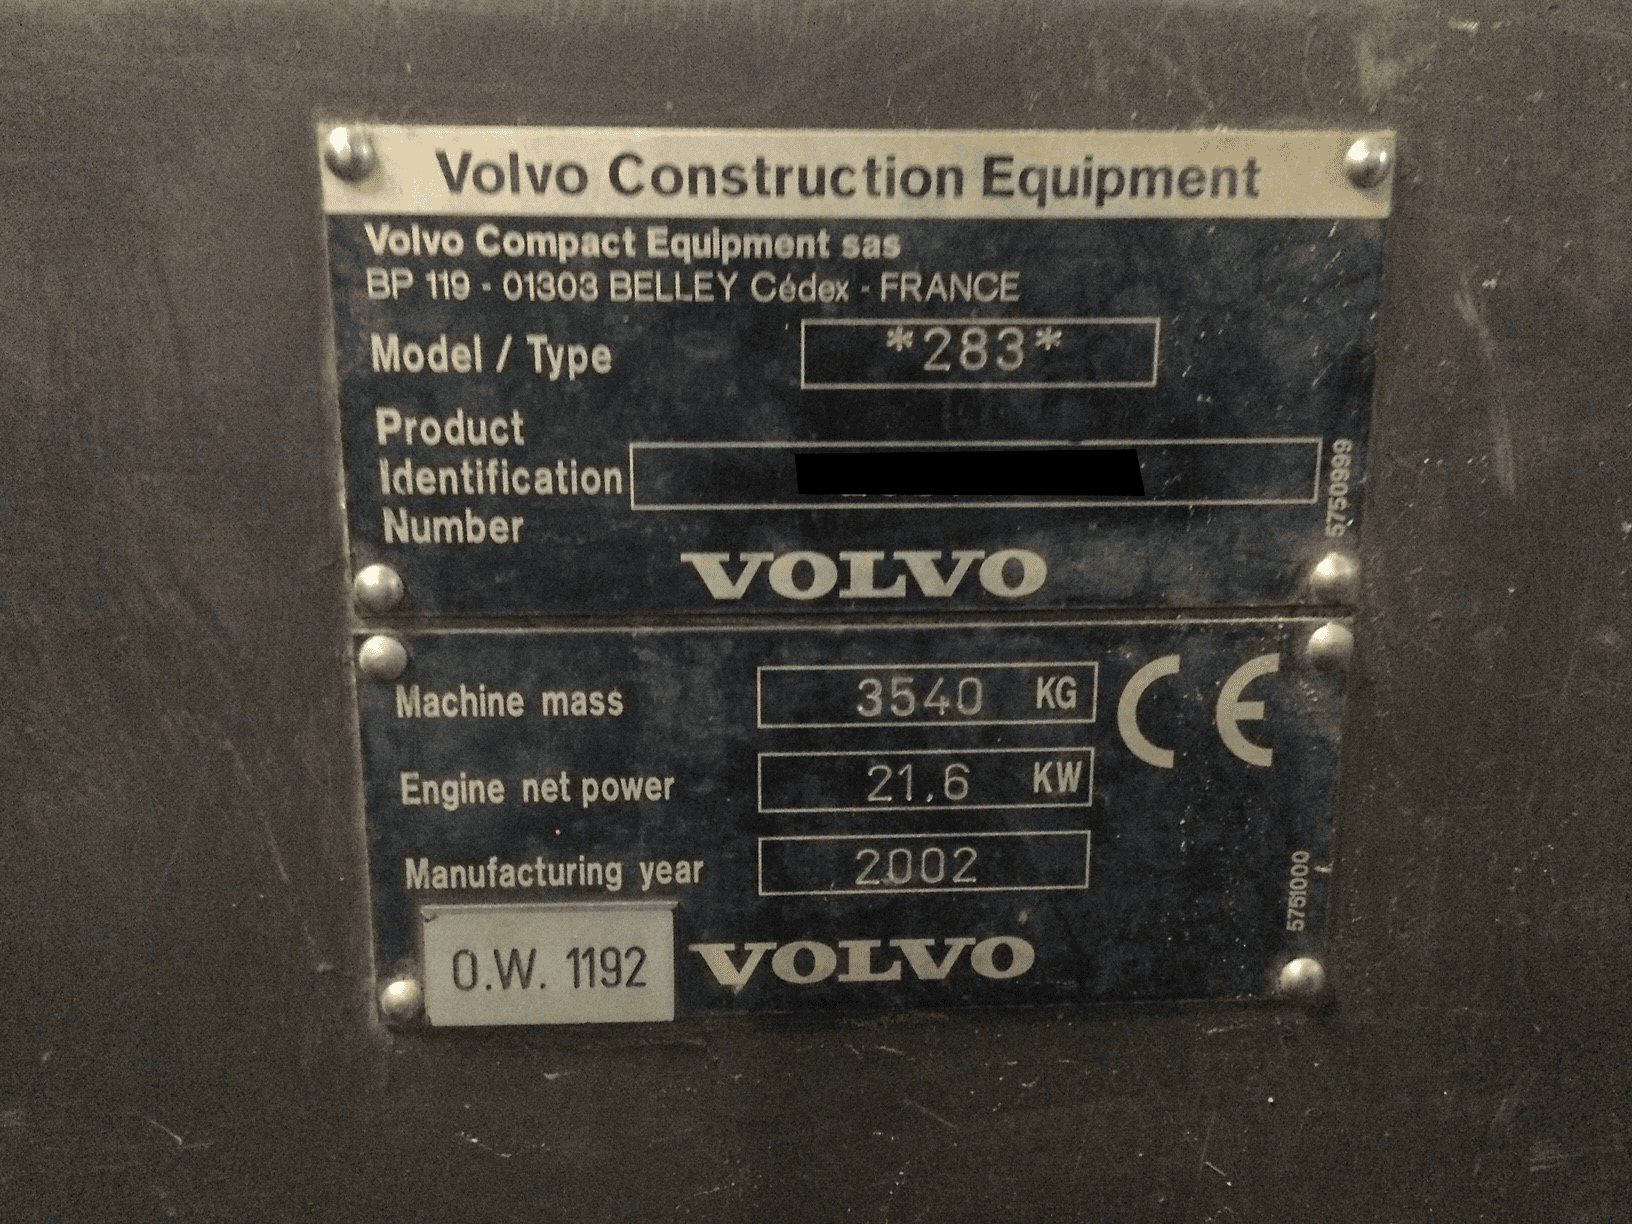 Volvo Construction Equipment
Volvo Compact Equipment sas
BP 119 - 01303 BELLEY Cédex - FRANCE
Model / Type *283*
Product
Identification
Number
5750999
VOLVO
Machine mass 3540 KG
CE
Engine net power 21,6 KW
Manufacturing year 2002
5751000
O.W. 1192
VOLVO